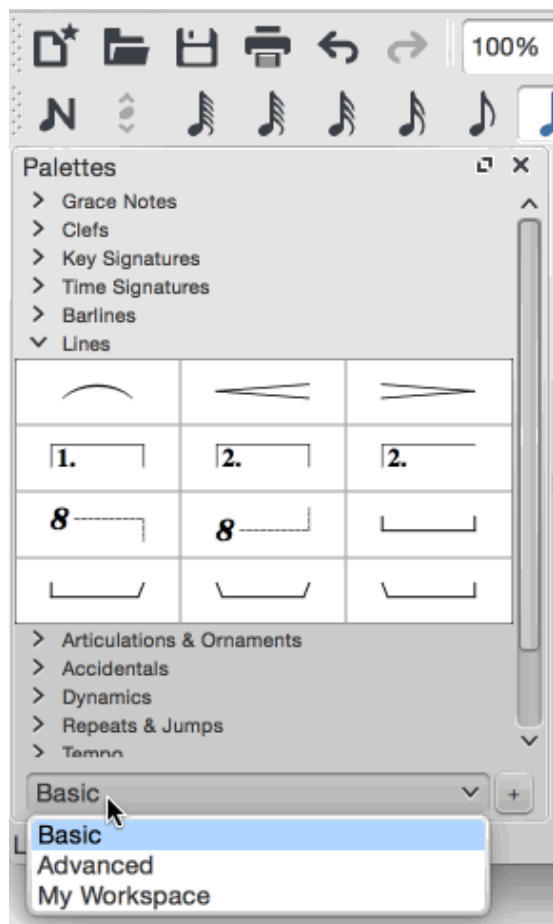 100%
Palettes
Grace Notes
Clefs
Key Signatures
Time Signatures
Barlines
Lines
1. 2. 2.
8 8
Articulations & Ornaments
Accidentals
Dynamics
Repeats & Jumps
Tempo
Basic +
Basic
Advanced
My Workspace